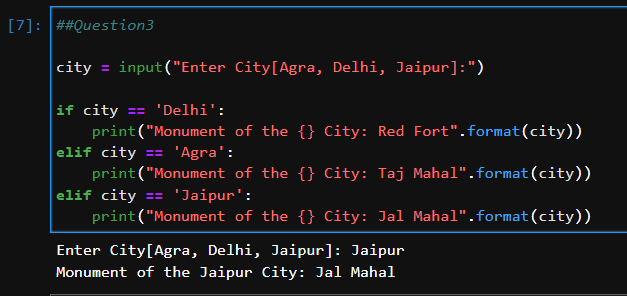 [7]: ##Question3
city = input("Enter City[Agra, Delhi, Jaipur]:")
if city == 'Delhi':
    print("Monument of the {} City: Red Fort".format(city))
elif city == 'Agra':
    print("Monument of the {} City: Taj Mahal".format(city))
elif city == 'Jaipur':
    print("Monument of the {} City: Jal Mahal".format(city))
Enter City[Agra, Delhi, Jaipur]: Jaipur
Monument of the Jaipur City: Jal Mahal